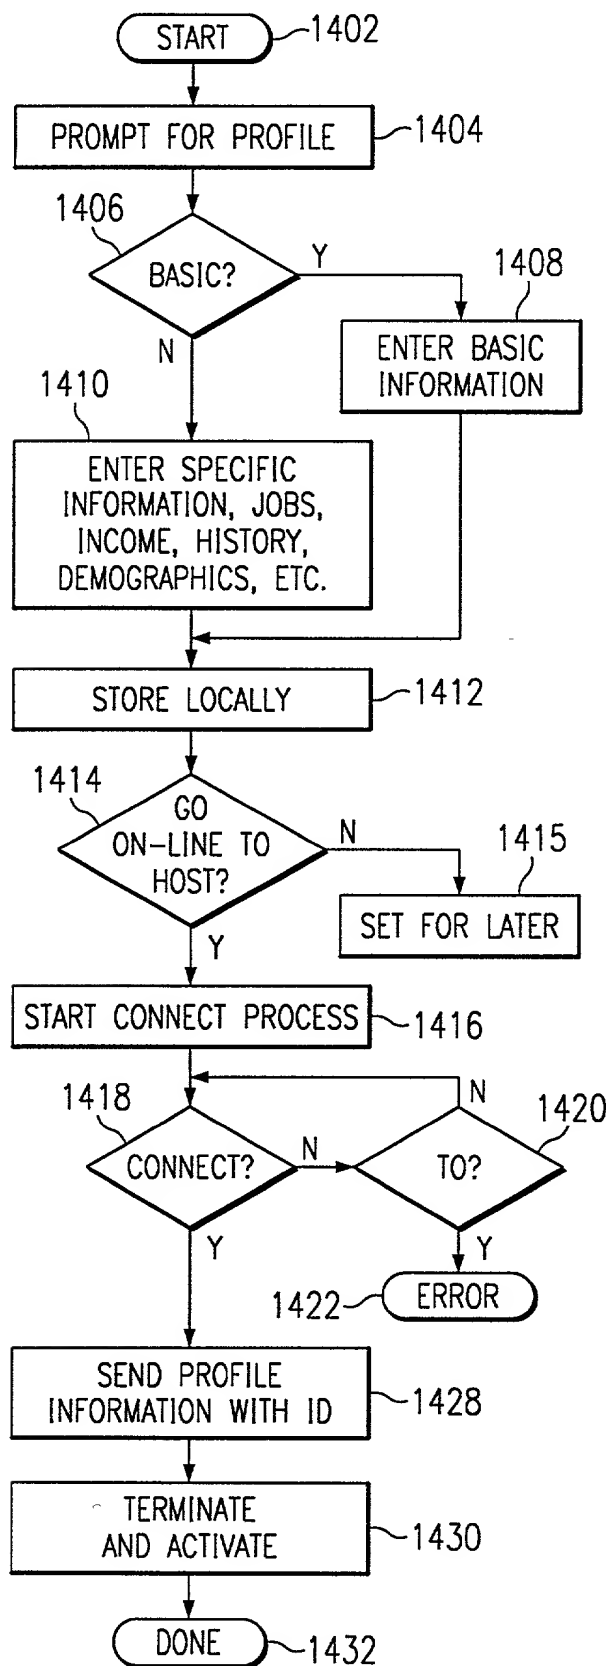 START
1402
PROMPT FOR PROFILE
1404
1406
BASIC?
Y
N
1408
ENTER BASIC
INFORMATION
1410
ENTER SPECIFIC
INFORMATION, JOBS,
INCOME, HISTORY,
DEMOGRAPHICS, ETC.
STORE LOCALLY
1412
1414
GO
ON-LINE TO
HOST?
N
Y
1415
SET FOR LATER
START CONNECT PROCESS
1416
1418
CONNECT?
N
Y
1420
TO?
N
Y
1422
ERROR
SEND PROFILE
INFORMATION WITH ID
1428
TERMINATE
AND ACTIVATE
1430
DONE
1432